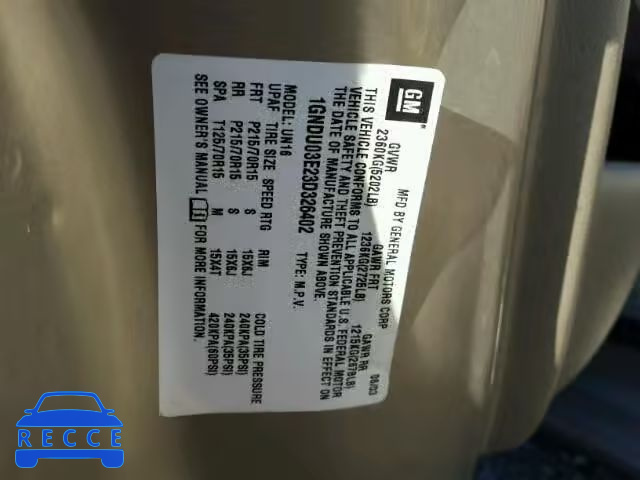 GM
MFD BY GENERAL MOTORS CORP 08/03
GVWR GAWR FRT GAWR RR
2360KG(5202LB) 1236KG(2725LB) 1215KG(2678LB)
THIS VEHICLE CONFORMS TO ALL APPLICABLE U.S. FEDERAL MOTOR
VEHICLE SAFETY AND THEFT PREVENTION STANDARDS IN EFFECT ON
THE DATE OF MANUFACTURE SHOWN ABOVE.
1GNDU03E23D326402 TYPE: M.P.V.
MODEL: UN16
UPAF TIRE SIZE SPEED RTG RIM COLD TIRE PRESSURE
FRT P215/70R15 S 15X6J 240KPA(35PSI)
RR P215/70R15 S 15X6J 240KPA(35PSI)
SPA T125/70R15 M 15X4T 420KPA(60PSI)
SEE OWNER'S MANUAL FOR MORE INFORMATION.
RECCE